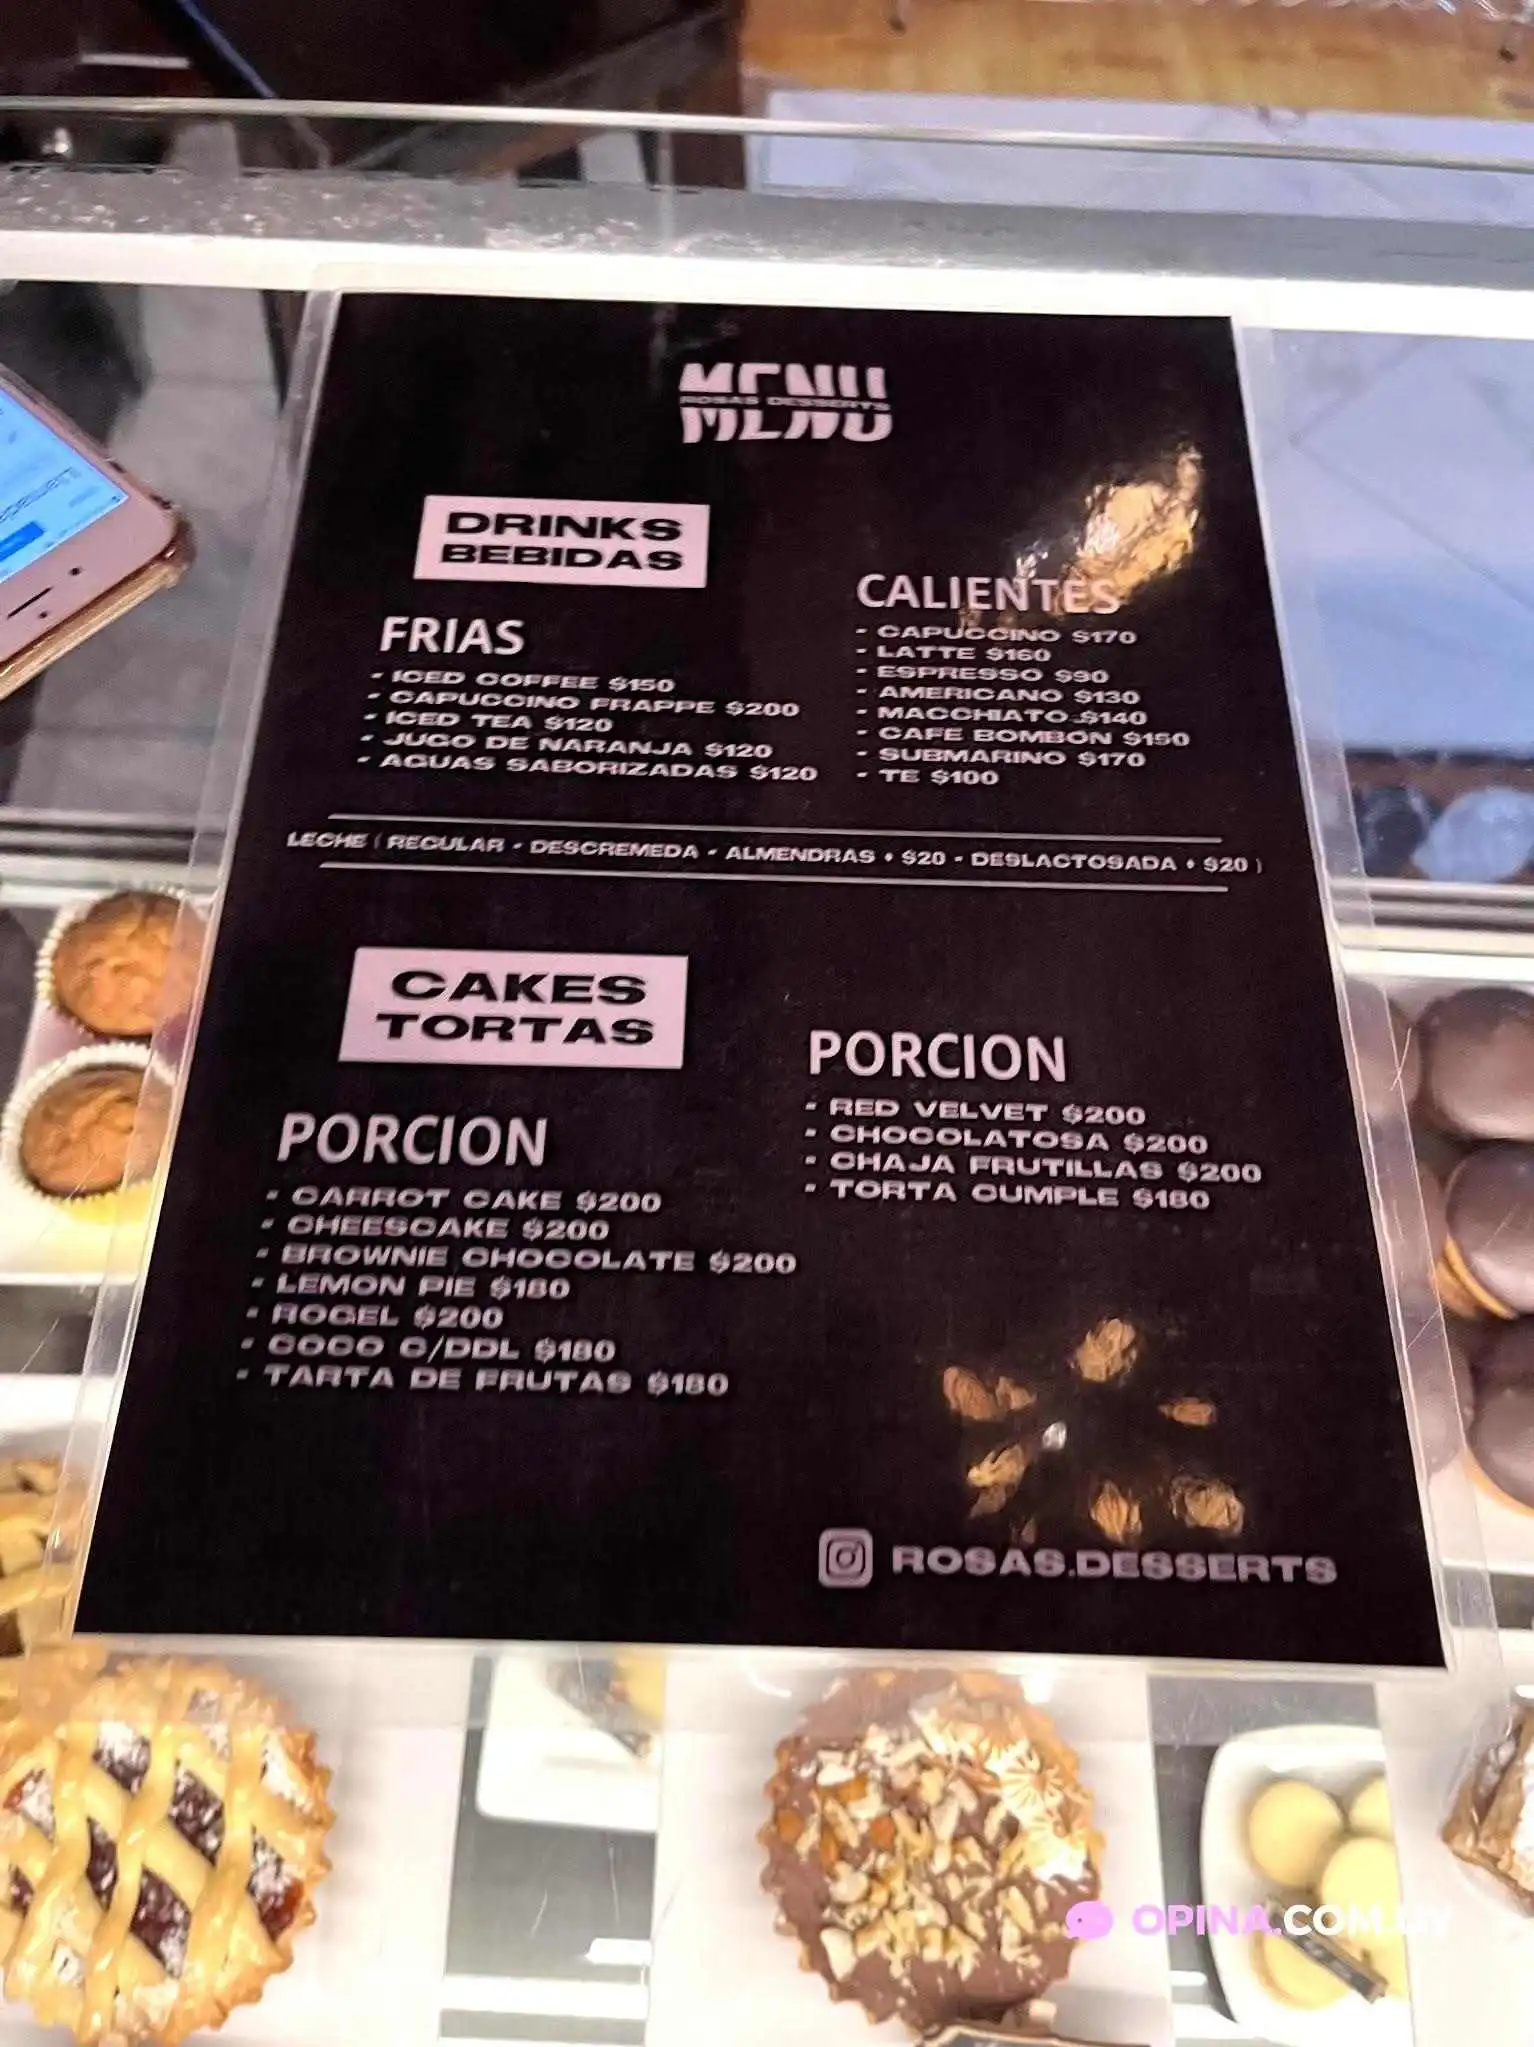 MENU
ROSAS DESSERTS
DRINKS
BEBIDAS
FRIAS
- ICED COFFEE $150
- CAPUCCINO FRAPPE $200
- ICED TEA $120
- JUGO DE NARANJA $120
- AGUAS SABORIZADAS $120
CALIENTES
- CAPUCCINO $170
- LATTE $160
- ESPRESSO $90
- AMERICANO $130
- MACCHIATO $140
- CAFE BOMBON $150
- SUBMARINO $170
- TE $100
LECHE ( REGULAR - DESCREMEDA - ALMENDRAS + $20 - DESLACTOSADA + $20 )
CAKES
TORTAS
PORCION
- CARROT CAKE $200
- CHEESCAKE $200
- BROWNIE CHOCOLATE $200
- LEMON PIE $180
- ROGEL $200
- COCO C/DDL $180
- TARTA DE FRUTAS $180
PORCION
- RED VELVET $200
- CHOCOLATOSA $200
- CHAJA FRUTILLAS $200
- TORTA CUMPLE $180
ROSAS.DESSERTS
OPINA.COM.UY